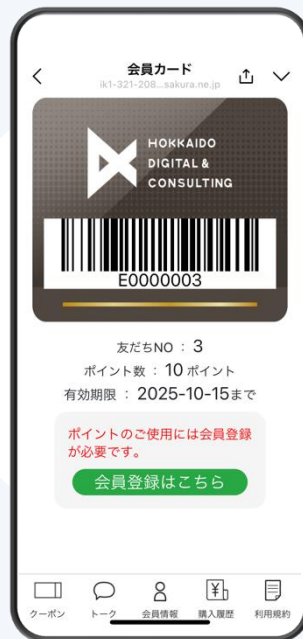 会員カード
ik1-321-208...sakura.ne.jp
HOKKAIDO
DIGITAL &
CONSULTING
E0000003
友だちNO : 3
ポイント数 : 10 ポイント
有効期限 : 2025-10-15まで
ポイントのご使用には会員登録
が必要です。
会員登録はこちら
クーポン トーク 会員情報 購入履歴 利用規約